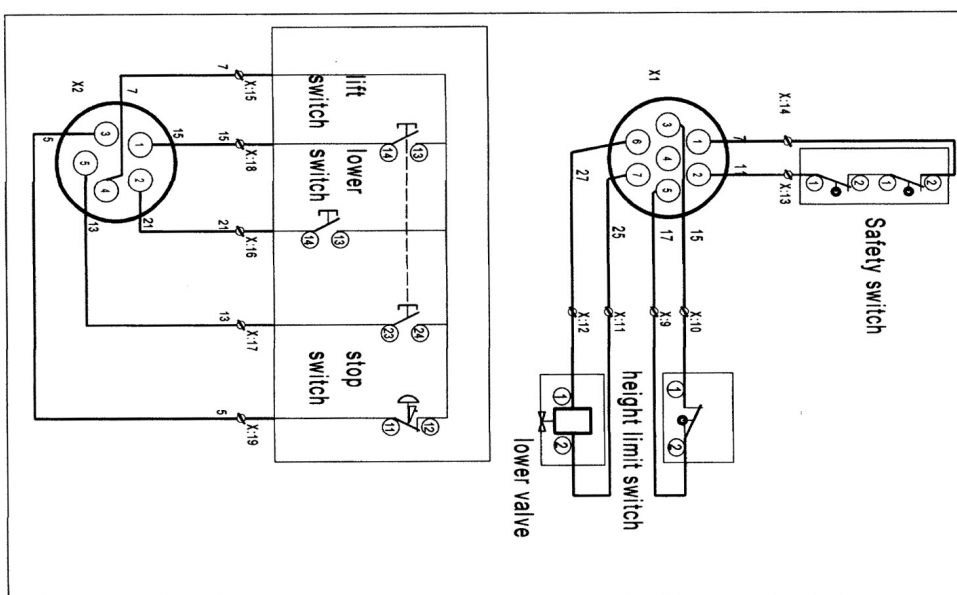 X2
3
1
5
2
4
5
7
15
21
13
7
X:15
15
X:18
21
X:16
13
X:17
5
X:19
lift
switch
lower
switch
stop
switch
14
13
14
13
23
24
11
12
X1
3
1
6
4
2
7
5
7
11
27
25
17
15
X:14
X:13
1
2
1
2
Safety switch
X:12
X:11
X:9
X:10
1
2
lower valve
1
2
height limit switch